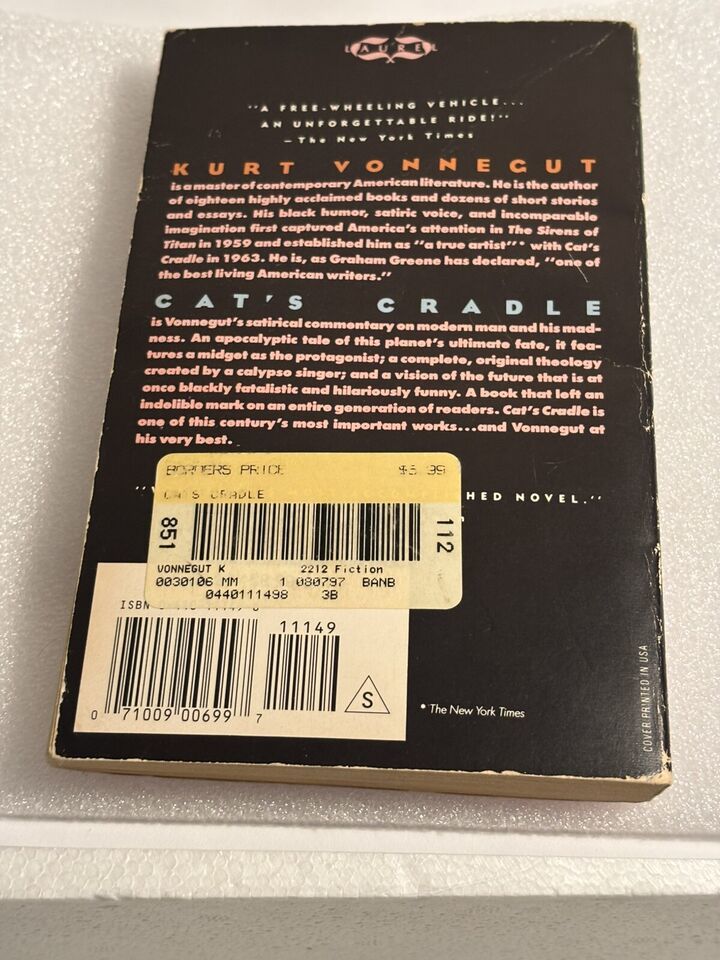 LAUREL
"A FREE-WHEELING VEHICLE...
AN UNFORGETTABLE RIDE!"
—The New York Times
KURT VONNEGUT
is a master of contemporary American literature. He is the author
of eighteen highly acclaimed books and dozens of short stories
and essays. His black humor, satiric voice, and incomparable
imagination first captured America's attention in The Sirens of
Titan in 1959 and established him as "a true artist"* with Cat's
Cradle in 1963. He is, as Graham Greene has declared, "one of
the best living American writers."
CAT'S CRADLE
is Vonnegut's satirical commentary on modern man and his mad-
ness. An apocalyptic tale of this planet's ultimate fate, it fea-
tures a midget as the protagonist; a complete, original theology
created by a calypso singer; and a vision of the future that is at
once blackly fatalistic and hilariously funny. A book that left an
indelible mark on an entire generation of readers. Cat's Cradle is
one of this century's most important works...and Vonnegut at
his very best.
BORDERS PRICE $5.99
CATS CRADLE
HED NOVEL."
851
112
VONNEGUT K 2212 Fiction
0030106 MM 1 080797 BANB
0440111498 3B
ISBN
11149
0 71009 00699 7
S
* The New York Times
COVER PRINTED IN USA